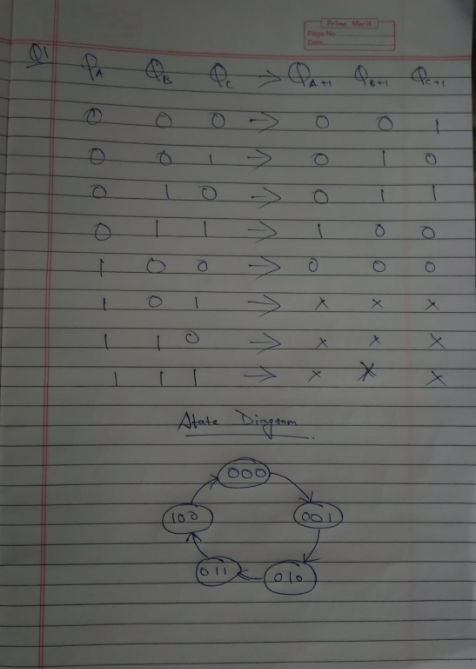 Prime Merit
Page No.
Date
Q1
Q_A Q_B Q_C → Q_A+1 Q_B+1 Q_C+1
0 0 0 → 0 0 1
0 0 1 → 0 1 0
0 1 0 → 0 1 1
0 1 1 → 1 0 0
1 0 0 → 0 0 0
1 0 1 → x x x
1 1 0 → x x x
1 1 1 → x x x
State Diagram
000
100 001
011 010